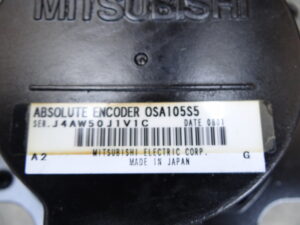 MITSUBISHI
ABSOLUTE ENCODER OSA105S5
SER. J4AW50J1V1C DATE 0801
MITSUBISHI ELECTRIC CORP.
A2 MADE IN JAPAN G